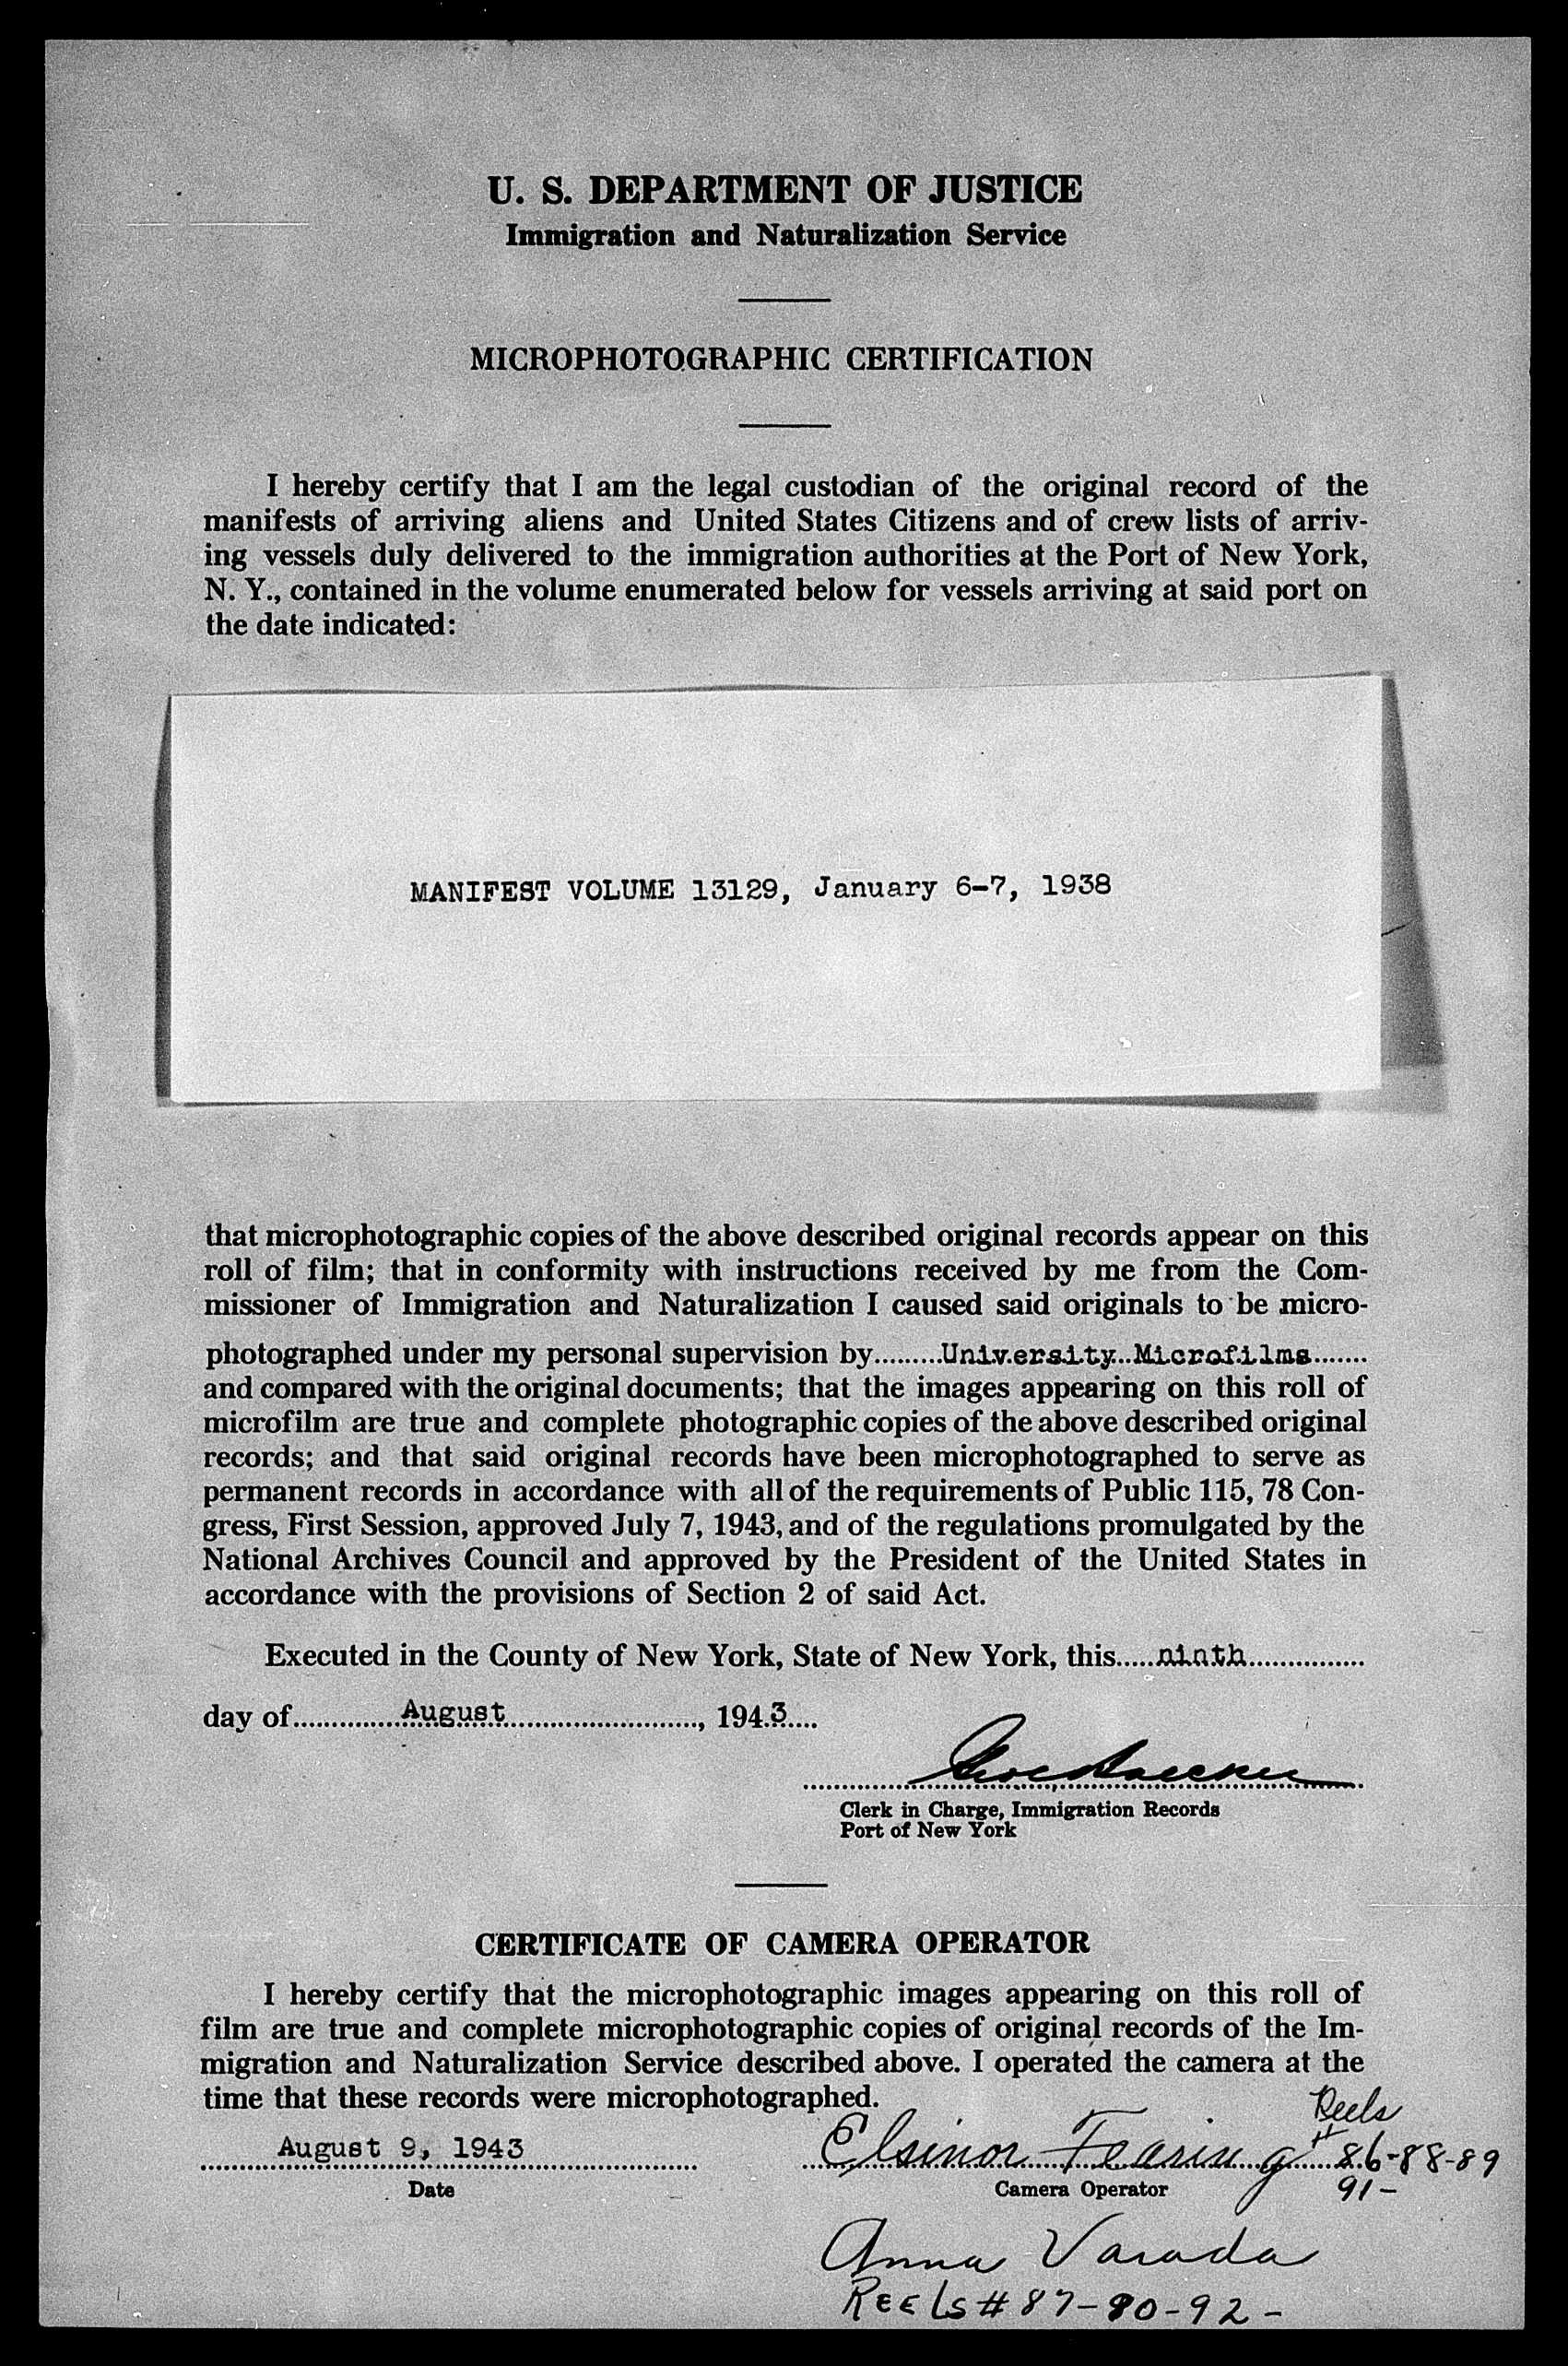 U. S. DEPARTMENT OF JUSTICE
Immigration and Naturalization Service
MICROPHOTOGRAPHIC CERTIFICATION
I hereby certify that I am the legal custodian of the original record of the
manifests of arriving aliens and United States Citizens and of crew lists of arriv-
ing vessels duly delivered to the immigration authorities at the Port of New York,
N. Y., contained in the volume enumerated below for vessels arriving at said port on
the date indicated:
MANIFEST VOLUME 13129, January 6-7, 1938
that microphotographic copies of the above described original records appear on this
roll of film; that in conformity with instructions received by me from the Com-
missioner of Immigration and Naturalization I caused said originals to be micro-
photographed under my personal supervision by University Microfilms
and compared with the original documents; that the images appearing on this roll of
microfilm are true and complete photographic copies of the above described original
records; and that said original records have been microphotographed to serve as
permanent records in accordance with all of the requirements of Public 115, 78 Con-
gress, First Session, approved July 7, 1943, and of the regulations promulgated by the
National Archives Council and approved by the President of the United States in
accordance with the provisions of Section 2 of said Act.
Executed in the County of New York, State of New York, this ninth
day of August, 1943
Clerk in Charge, Immigration Records
Port of New York
CERTIFICATE OF CAMERA OPERATOR
I hereby certify that the microphotographic images appearing on this roll of
film are true and complete microphotographic copies of original records of the Im-
migration and Naturalization Service described above. I operated the camera at the
time that these records were microphotographed.
Reels
August 9, 1943 Elsinor Fearing # 86-88-89
Date Camera Operator 91-
Anna Varada
REELS # 87-90-92-